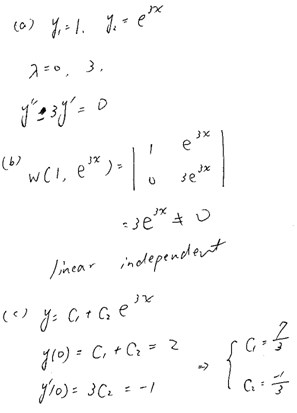 (a) y₁=1. y₂=e^{3x}
λ=0, 3.
y''-3y'=0
(b) W(1, e^{3x})= | 1 e^{3x} |
| 0 3e^{3x} |
=3e^{3x} ≠ 0
linear independent
(c) y= C₁+C₂e^{3x}
y(0)=C₁+C₂=2
y'(0)=3C₂=-1
⇒ { C₁=7/3
C₂=-1/3